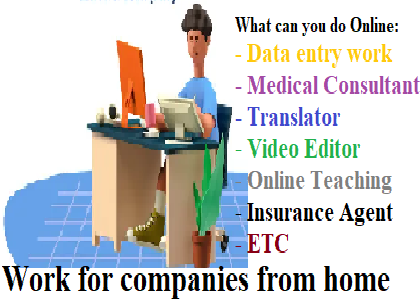 What can you do Online:
- Data entry work
- Medical Consultant
- Translator
- Video Editor
- Online Teaching
- Insurance Agent
- ETC
Work for companies from home